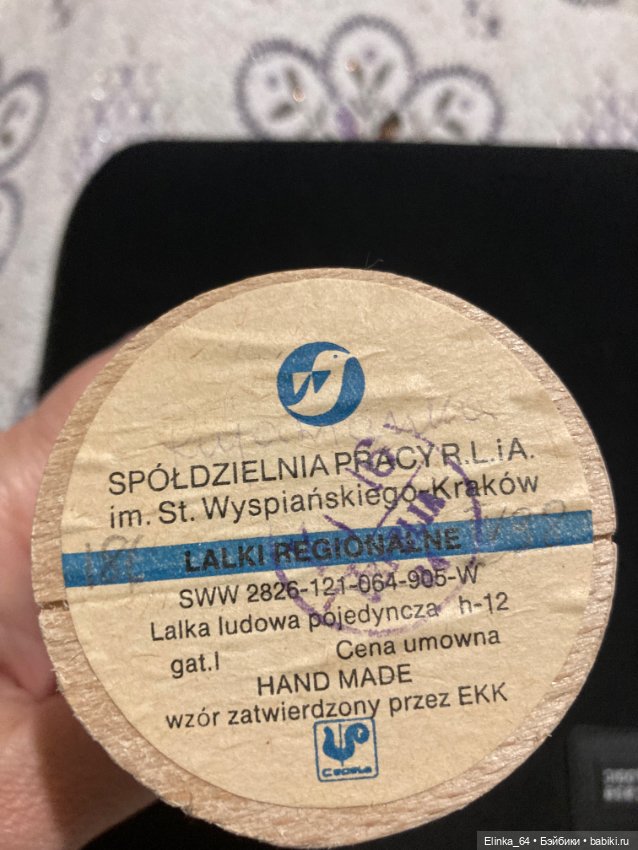 SPÓŁDZIELNIA PRACY R.L.iA.
im. St. Wyspiańskiego-Kraków
LALKI REGIONALNE
SWW 2826-121-064-905-W
Lalka ludowa pojedyncza h-12
gat.I Cena umowna
HAND MADE
wzór zatwierdzony przez EKK
Cepelia
Elinka_64 • Бэйбики • babiki.ru